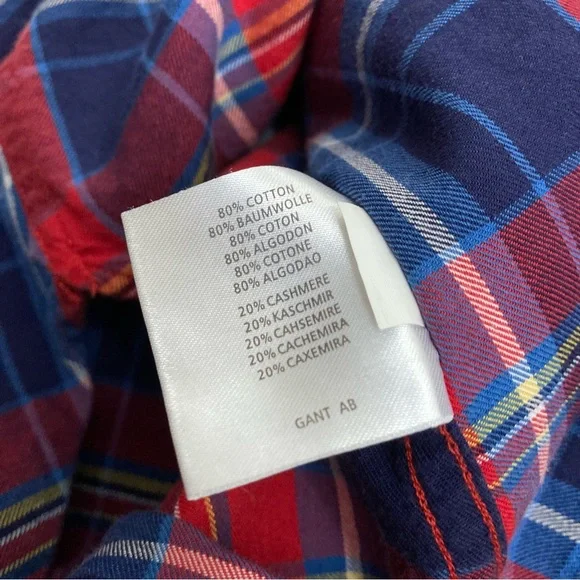 80% COTTON
80% BAUMWOLLE
80% COTON
80% ALGODON
80% COTONE
80% ALGODAO
20% CASHMERE
20% KASCHMIR
20% CAHSEMIRE
20% CACHEMIRA
20% CAXEMIRA
GANT AB